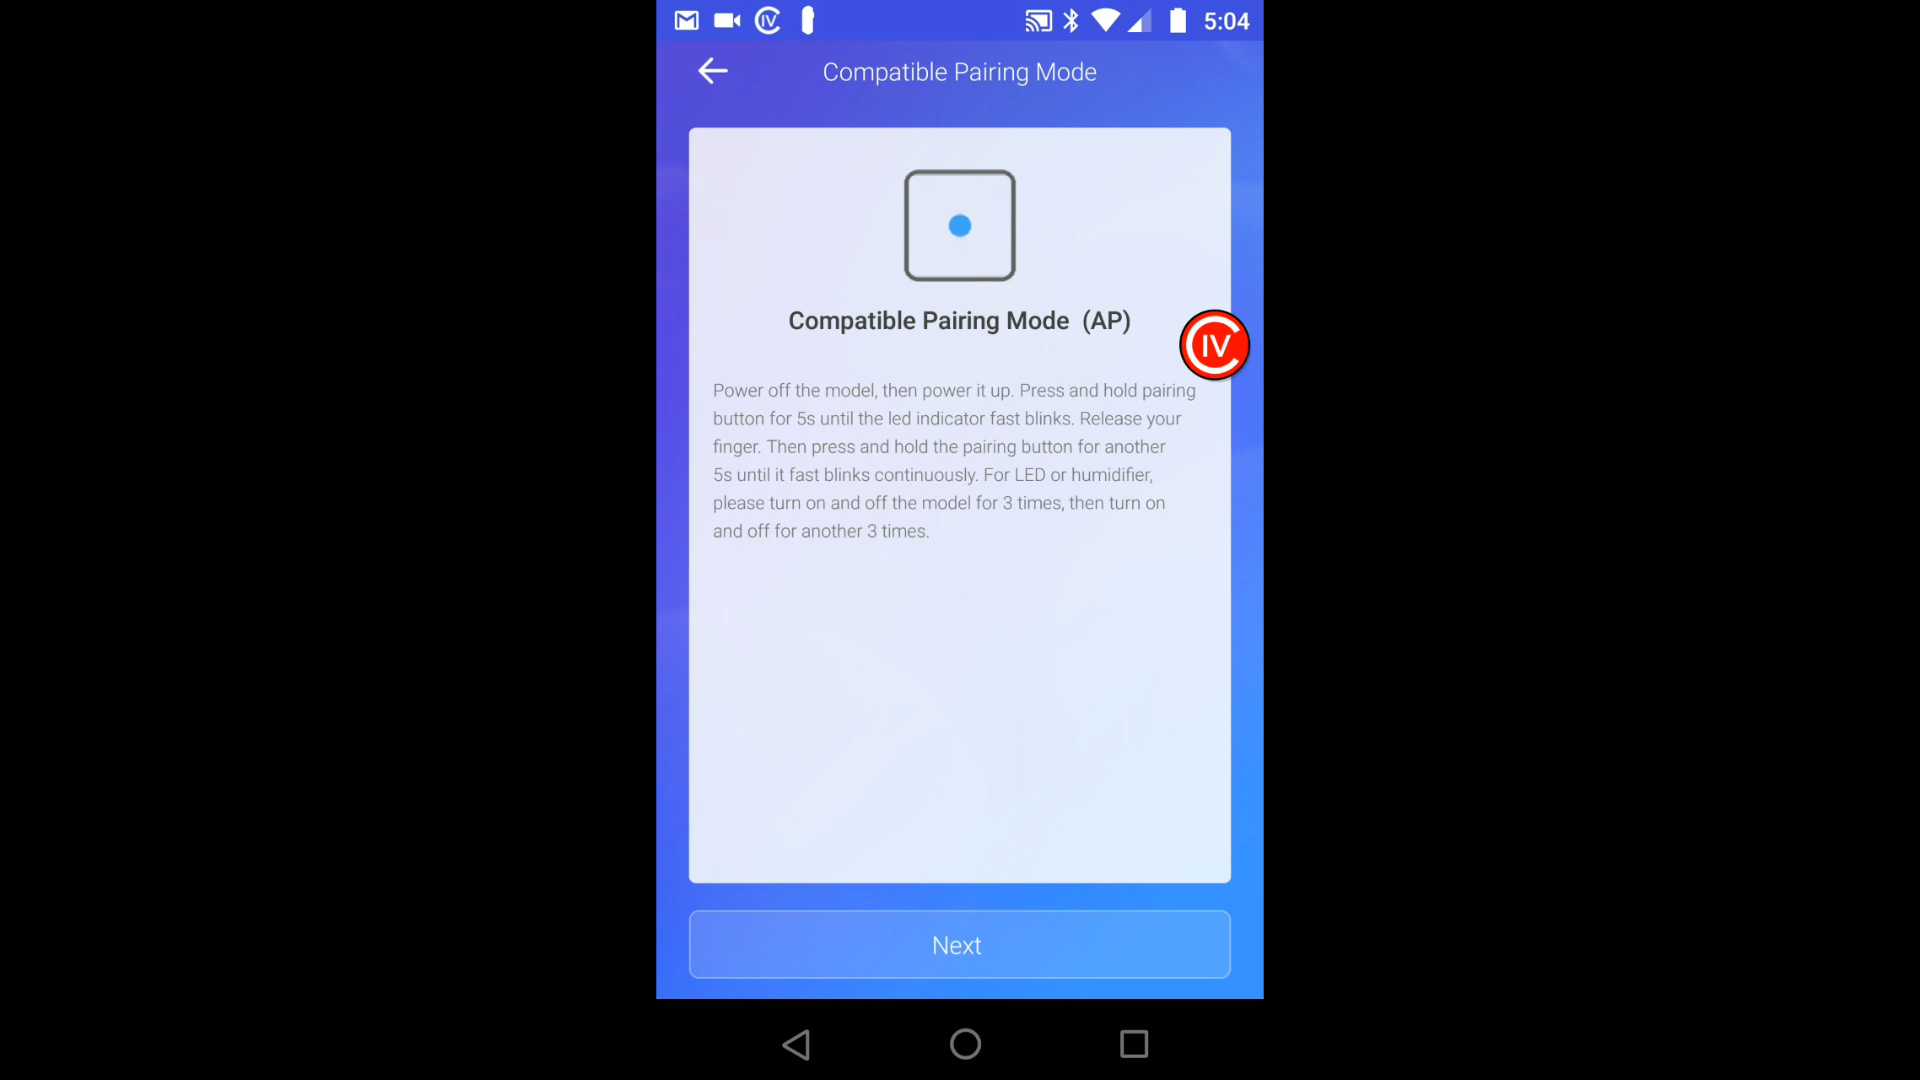 5:04
Compatible Pairing Mode
Compatible Pairing Mode (AP)
IV
Power off the model, then power it up. Press and hold pairing
button for 5s until the led indicator fast blinks. Release your
finger. Then press and hold the pairing button for another
5s until it fast blinks continuously. For LED or humidifier,
please turn on and off the model for 3 times, then turn on
and off for another 3 times.
Next